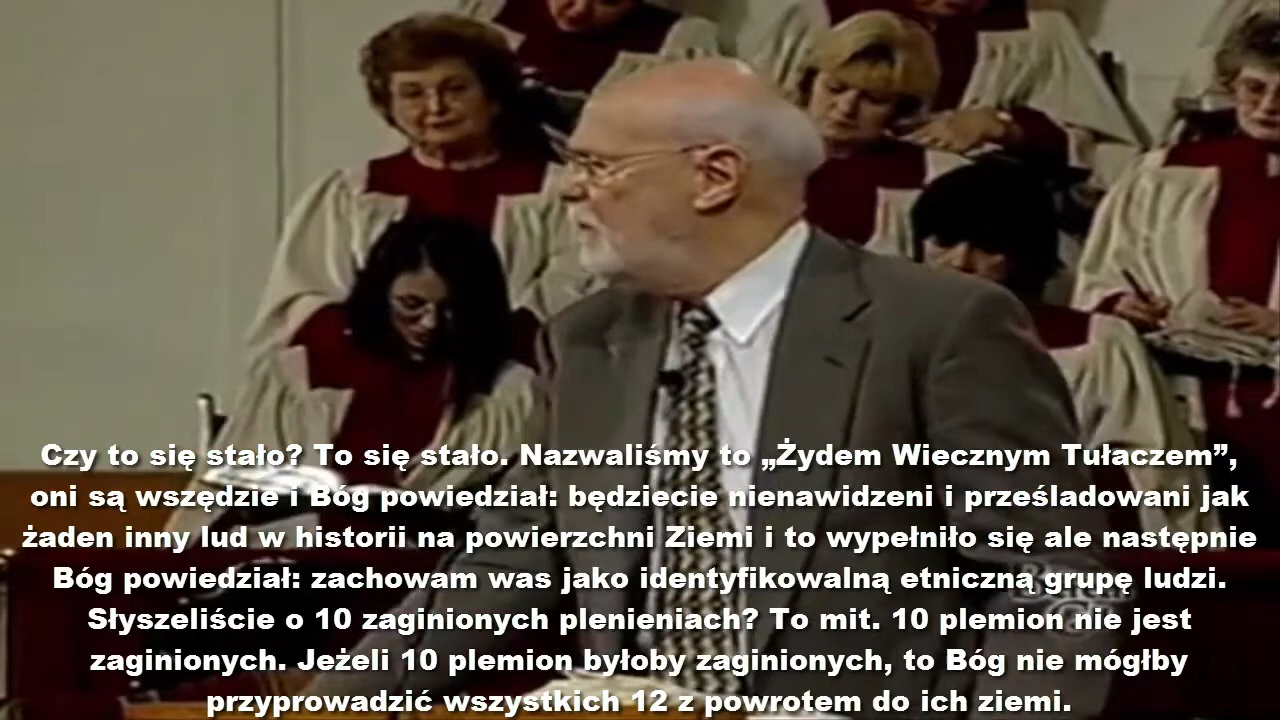 Czy to się stało? To się stało. Nazwaliśmy to „Żydem Wiecznym Tułaczem”,
oni są wszędzie i Bóg powiedział: będziecie nienawidzeni i prześladowani jak
żaden inny lud w historii na powierzchni Ziemi i to wypełniło się ale następnie
Bóg powiedział: zachowam was jako identyfikowalną etniczną grupę ludzi.
Słyszeliście o 10 zaginionych plenieniach? To mit. 10 plemion nie jest
zaginionych. Jeżeli 10 plemion byłoby zaginionych, to Bóg nie mógłby
przyprowadzić wszystkich 12 z powrotem do ich ziemi.